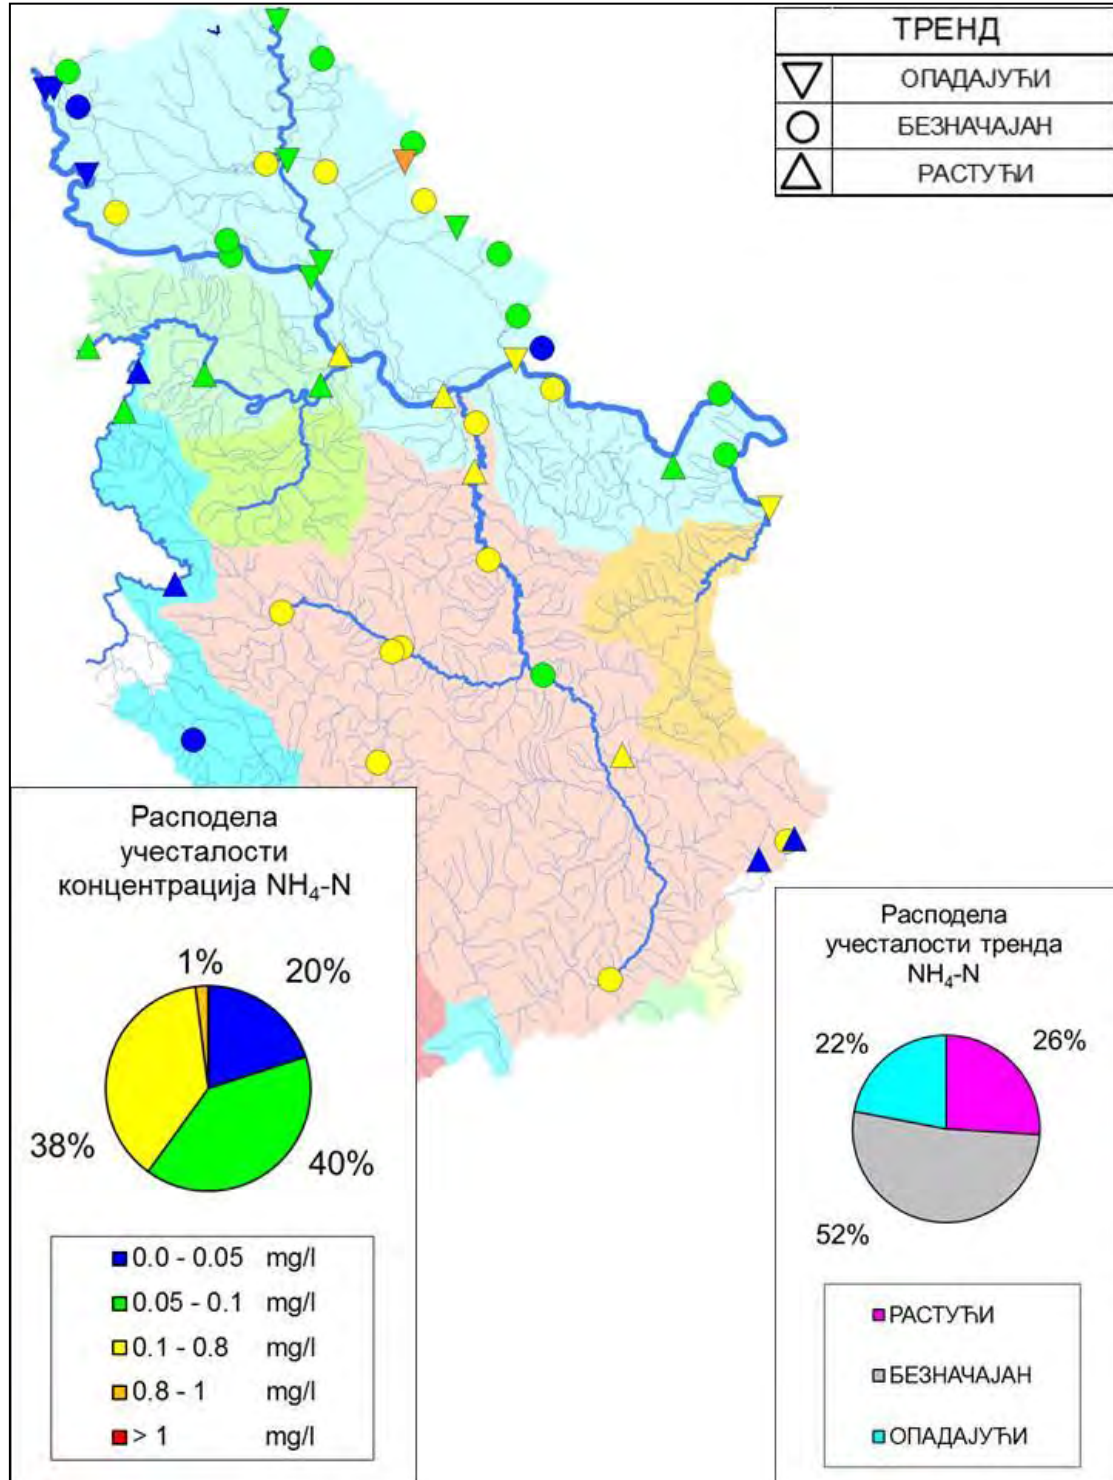 ТРЕНД
ОПАДАЈУЋИ
БЕЗНАЧАЈАН
РАСТУЋИ
Расподела
учесталости
концентрација NH₄-N
1%
20%
38%
40%
0.0 - 0.05 mg/l
0.05 - 0.1 mg/l
0.1 - 0.8 mg/l
0.8 - 1 mg/l
> 1 mg/l
Расподела
учесталости тренда
NH₄-N
22%
26%
52%
РАСТУЋИ
БЕЗНАЧАЈАН
ОПАДАЈУЋИ